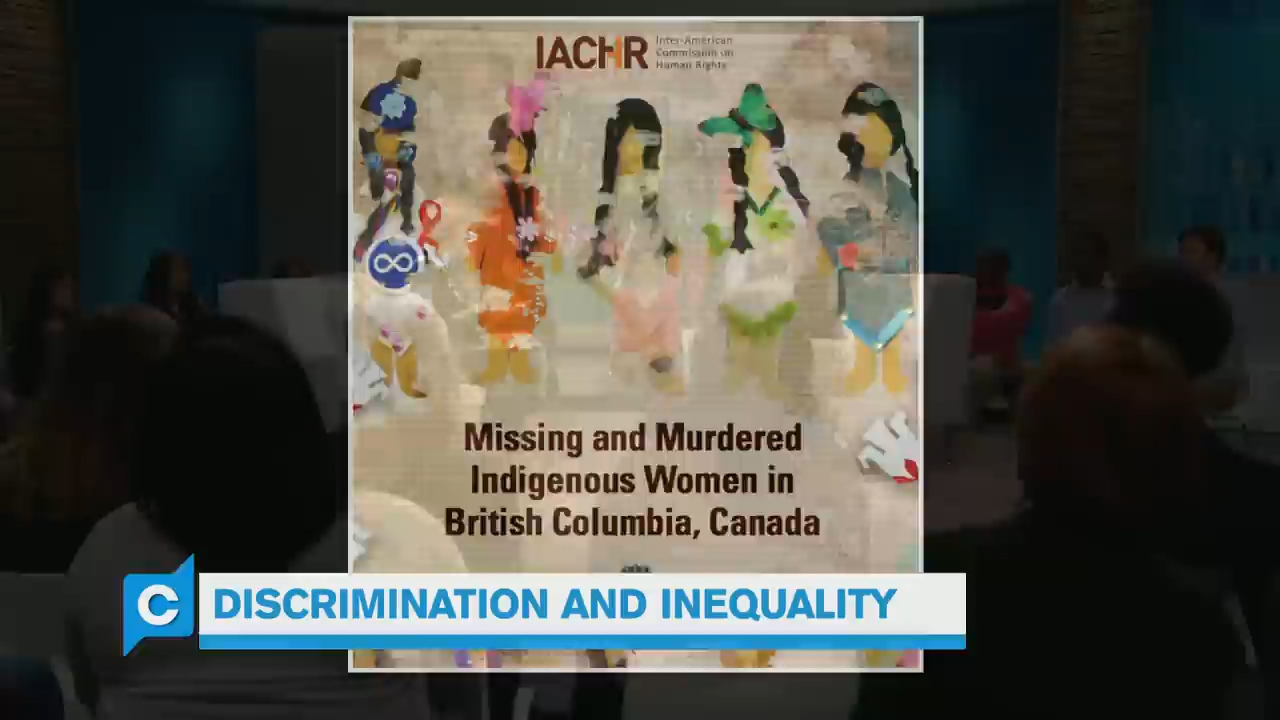 IACHR
Inter-American
Commission on
Human Rights
Missing and Murdered
Indigenous Women in
British Columbia, Canada
C
DISCRIMINATION AND INEQUALITY